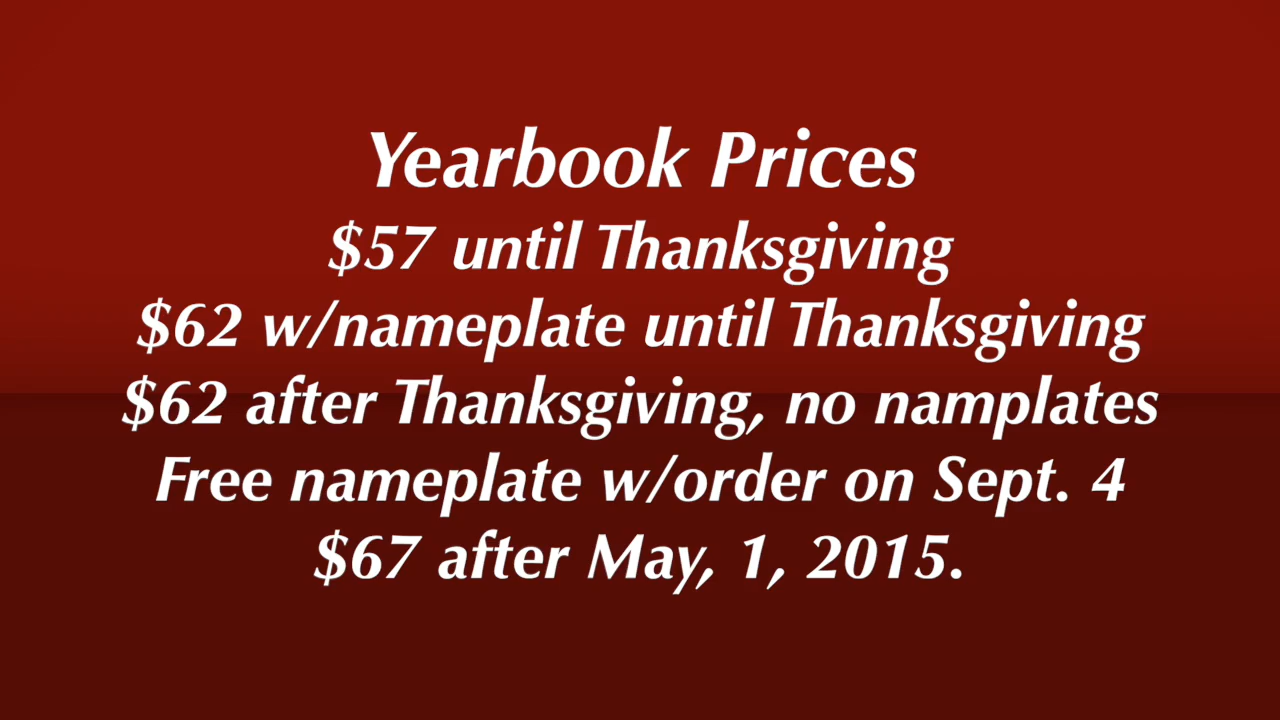 Yearbook Prices
$57 until Thanksgiving
$62 w/nameplate until Thanksgiving
$62 after Thanksgiving, no namplates
Free nameplate w/order on Sept. 4
$67 after May, 1, 2015.